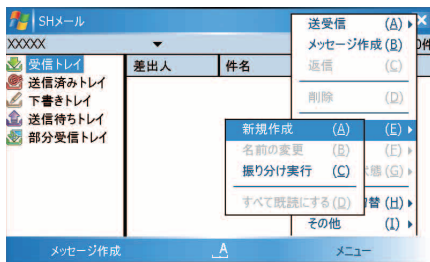 SHメール
XXXXX
受信トレイ
送信済みトレイ
下書きトレイ
送信待ちトレイ
部分受信トレイ
差出人
件名
送受信 (A)
メッセージ作成 (B)
返信 (C)
削除 (D)
(E)
(F)
(G)
(H)
その他 (I)
新規作成 (A)
名前の変更 (B)
振り分け実行 (C)
すべて既読にする (D)
メッセージ作成
A
メニュー